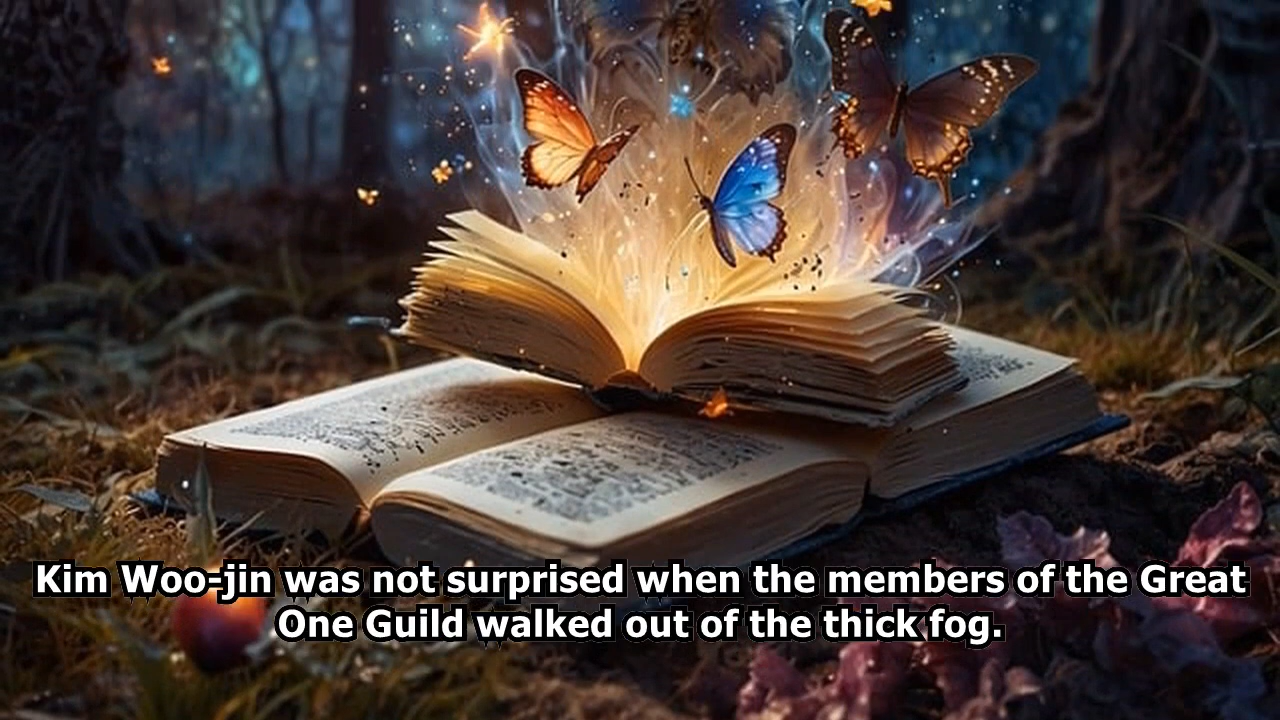 Kim Woo-jin was not surprised when the members of the Great
One Guild walked out of the thick fog.